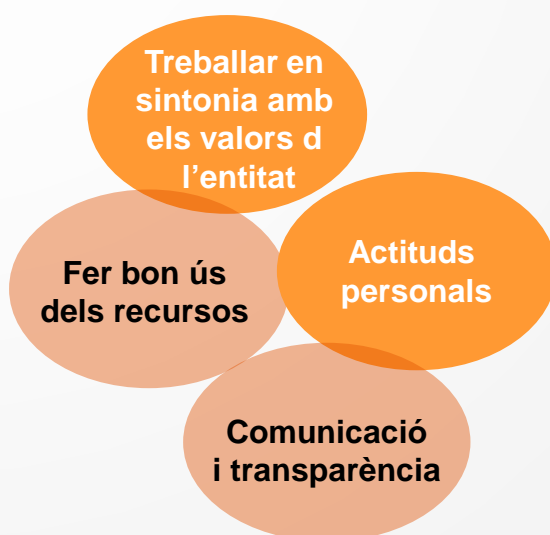 Treballar en
sintonia amb
els valors d
l’entitat
Actituds
personals
Fer bon ús
dels recursos
Comunicació
i transparència